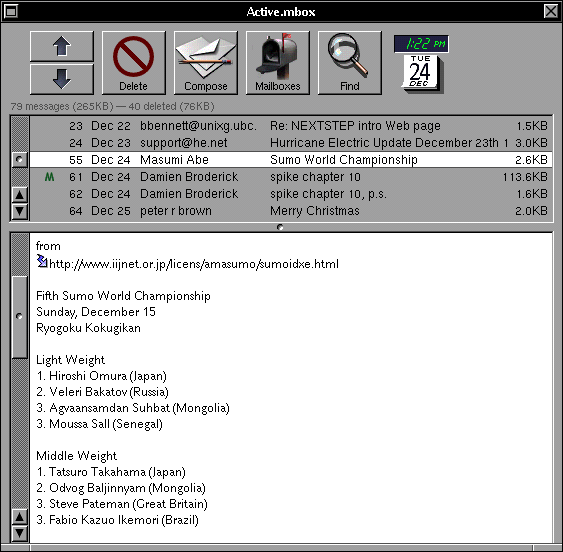 Active.mbox
Delete
Compose
Mailboxes
Find
1:22 PM
TUE
24
DEC
79 messages (265KB) — 40 deleted (76KB)
23 Dec 22 bbennett@unixg.ubc. Re: NEXTSTEP intro Web page 1.5KB
24 Dec 23 support@he.net Hurricane Electric Update December 23th 1 3.0KB
55 Dec 24 Masumi Abe Sumo World Championship 2.6KB
M 61 Dec 24 Damien Broderick spike chapter 10 113.6KB
62 Dec 24 Damien Broderick spike chapter 10, p.s. 1.6KB
64 Dec 25 peter r brown Merry Christmas 2.0KB
from
http://www.iijnet.or.jp/licens/amasumo/sumoidxe.html
Fifth Sumo World Championship
Sunday, December 15
Ryogoku Kokugikan
Light Weight
1. Hiroshi Omura (Japan)
2. Veleri Bakatov (Russia)
3. Agvaansamdan Suhbat (Mongolia)
3. Moussa Sall (Senegal)
Middle Weight
1. Tatsuro Takahama (Japan)
2. Odvog Baljinnyam (Mongolia)
3. Steve Pateman (Great Britain)
3. Fabio Kazuo Ikemori (Brazil)